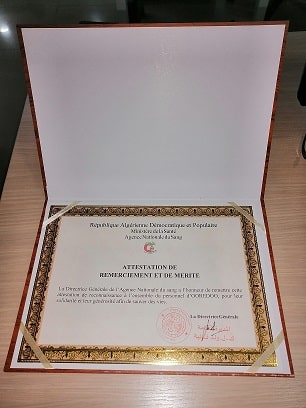 République Algérienne Démocratique et Populaire
Ministère de la Santé
Agence Nationale du Sang
ATTESTATION DE
REMERCIEMENT ET DE MERITE
La Directrice Générale de l'Agence Nationale du sang a l'honneur de remettre cette
attestation de reconnaissance à l'ensemble du personnel d'OOREDOO, pour leur
solidarité et leur générosité afin de sauver des vies.
La Directrice Générale